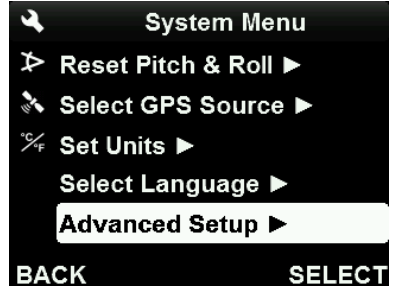 System Menu
Reset Pitch & Roll ►
Select GPS Source ►
°C/°F Set Units ►
Select Language ►
Advanced Setup ►
BACK SELECT